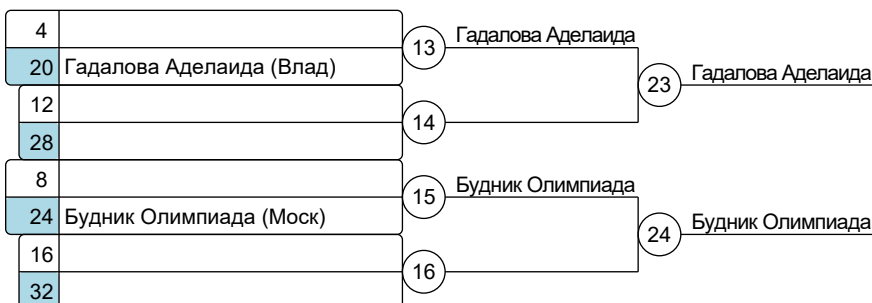 4
13 Гадалова Аделаида
20 Гадалова Аделаида (Влад)
23 Гадалова Аделаида
12
14
28
8
15 Будник Олимпиада
24 Будник Олимпиада (Моск)
24 Будник Олимпиада
16
16
32